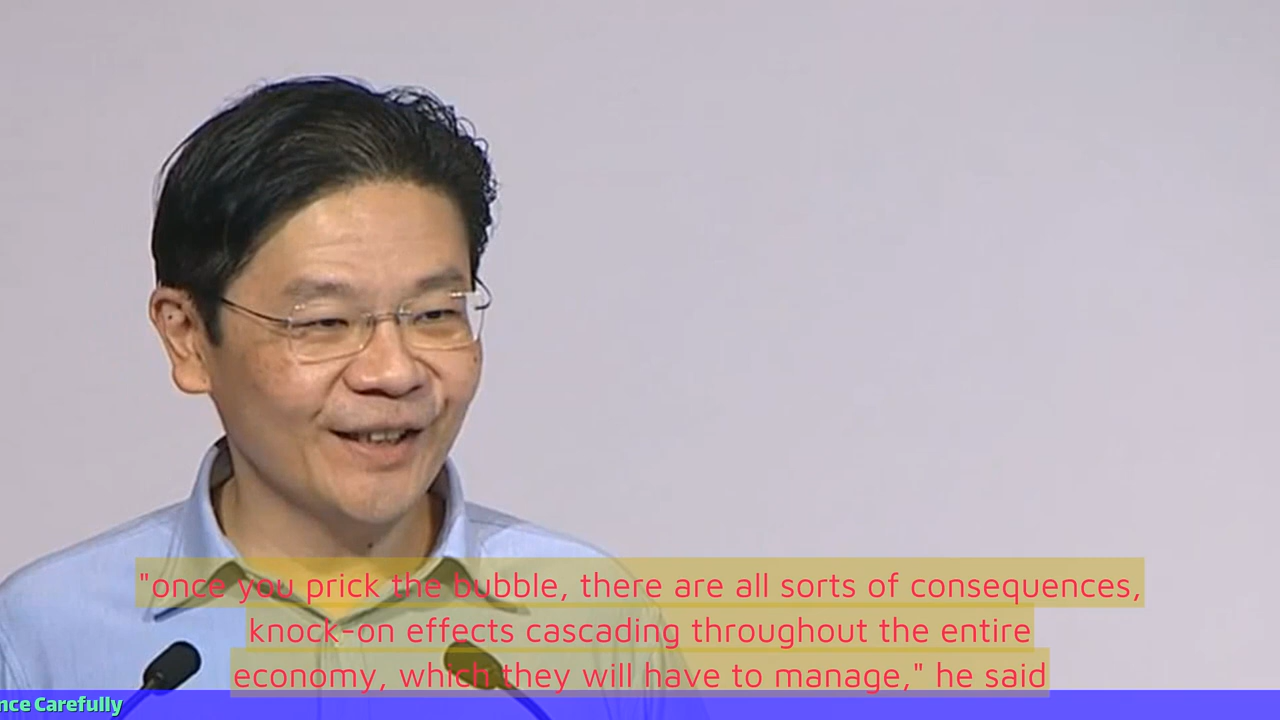 "once you prick the bubble, there are all sorts of consequences,
knock-on effects cascading throughout the entire
economy, which they will have to manage," he said
nce Carefully